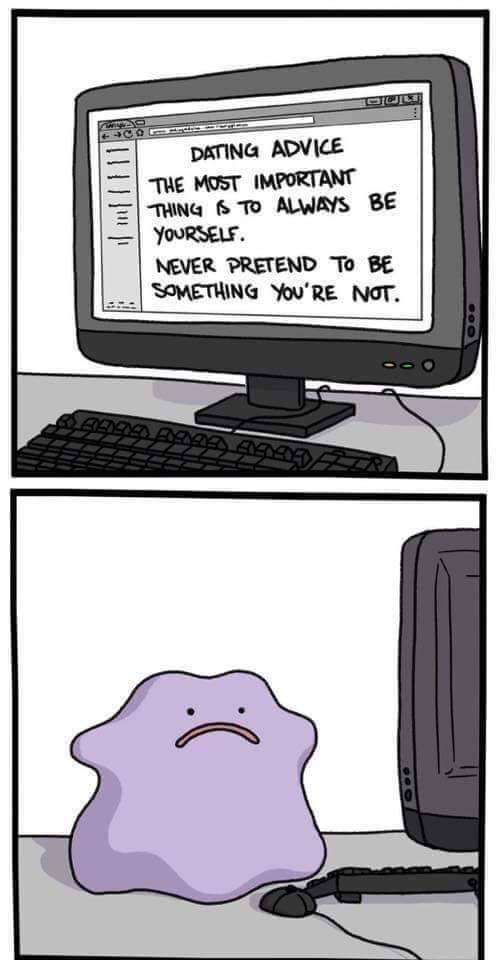 DATING ADVICE
THE MOST IMPORTANT
THING IS TO ALWAYS BE
YOURSELF.
NEVER PRETEND TO BE
SOMETHING YOU'RE NOT.